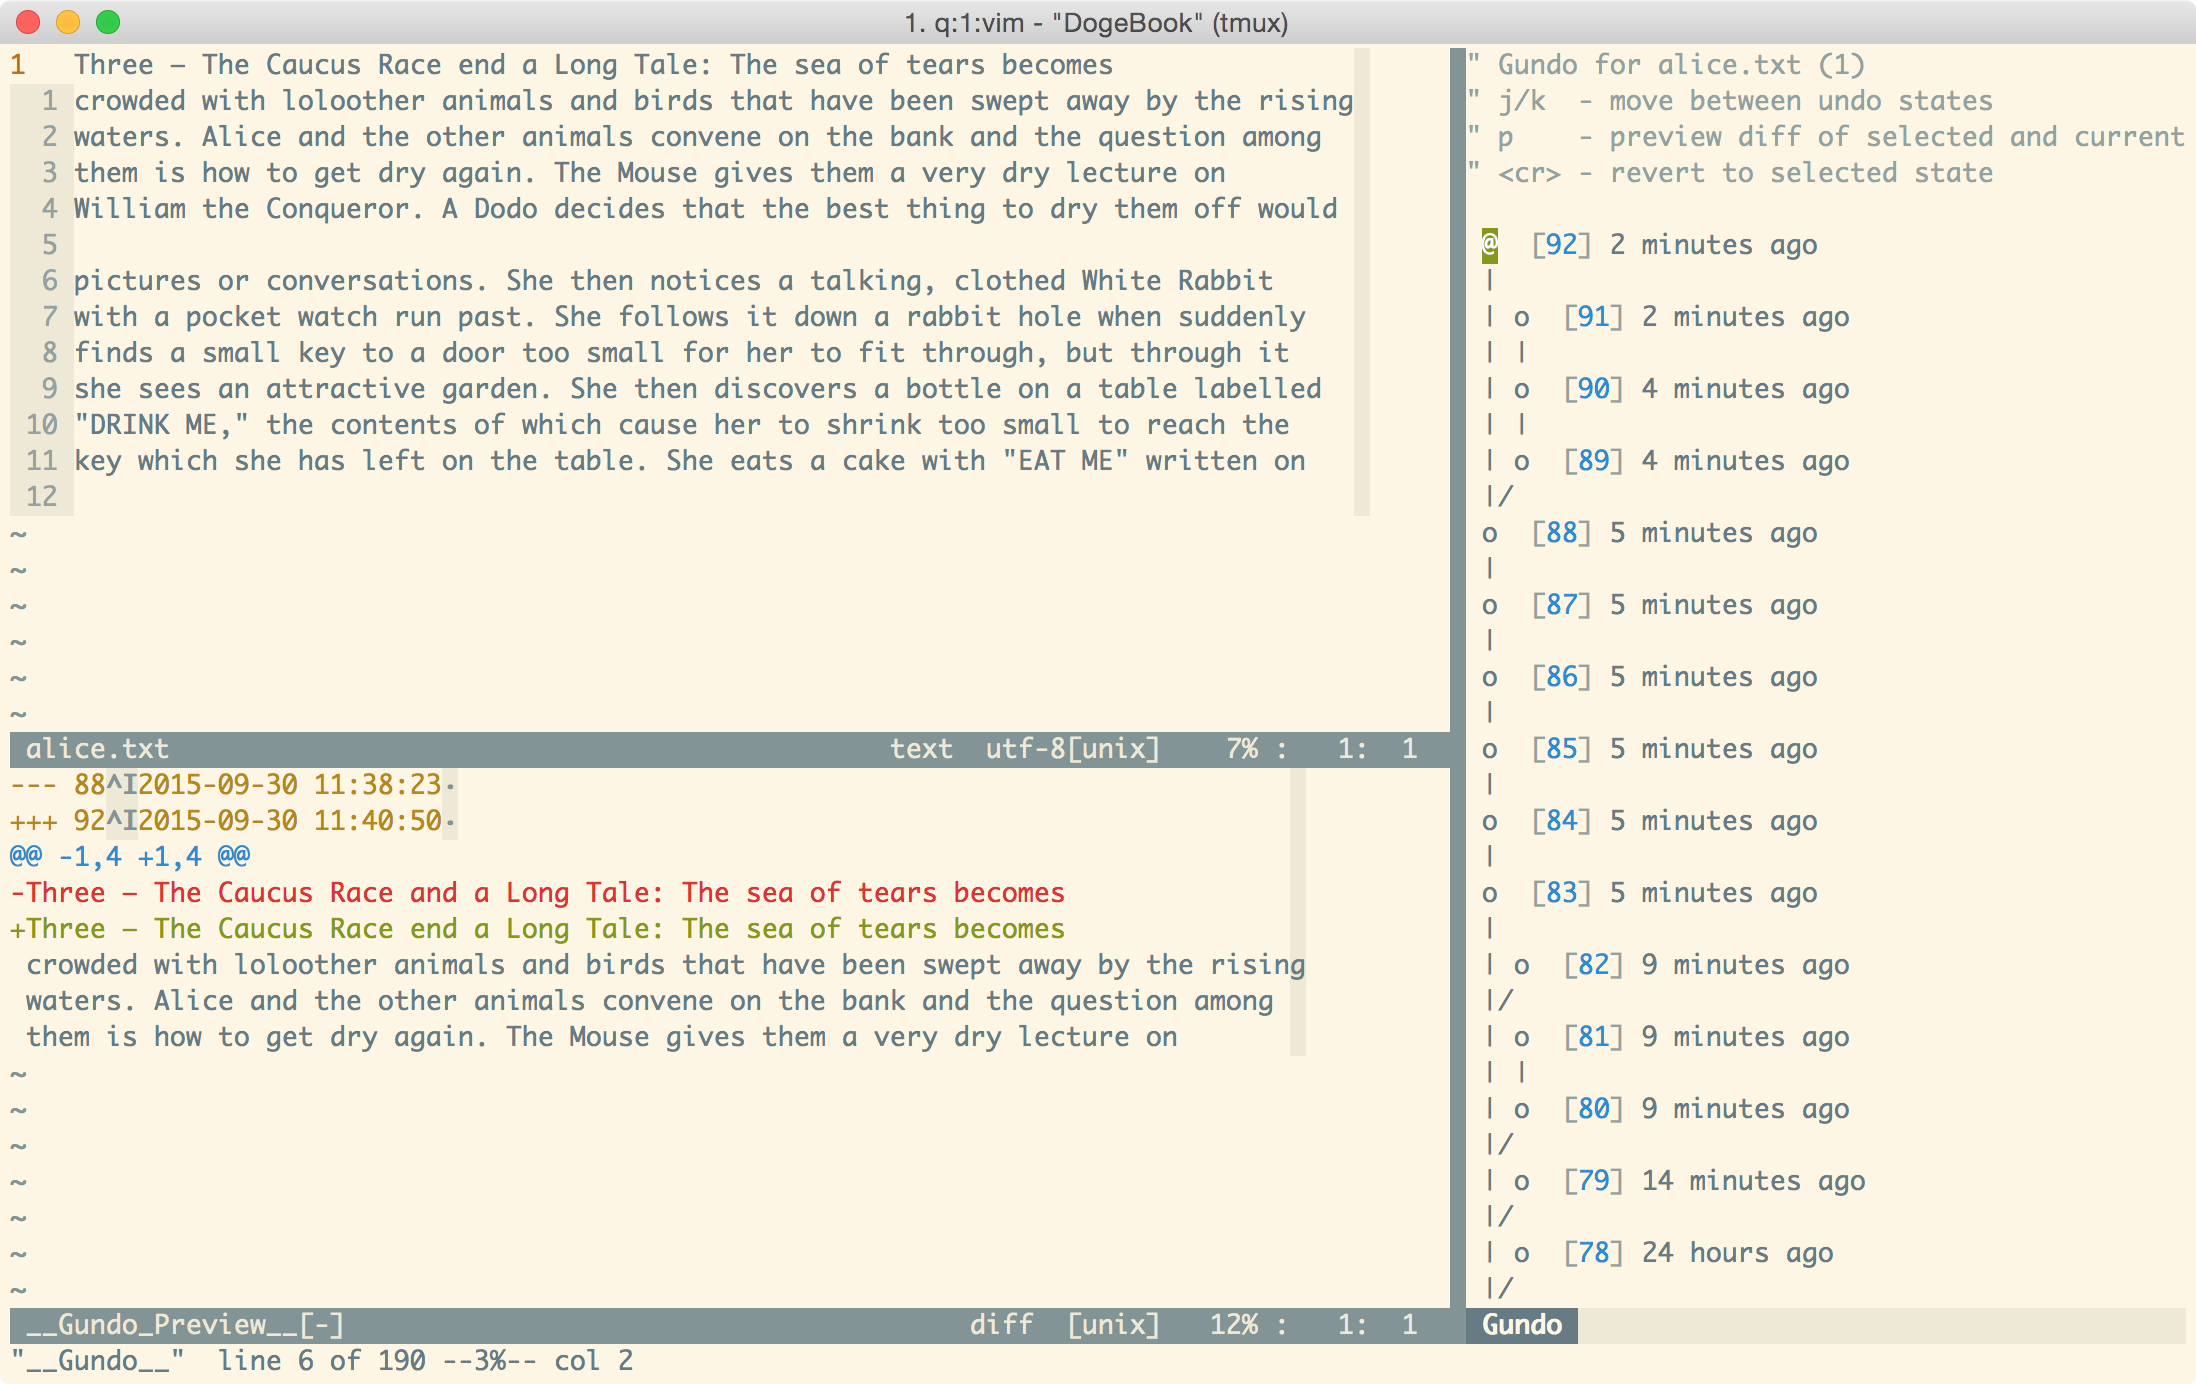 1. q:1:vim - "DogeBook" (tmux)
1   Three – The Caucus Race end a Long Tale: The sea of tears becomes
  1 crowded with loloother animals and birds that have been swept away by the rising
  2 waters. Alice and the other animals convene on the bank and the question among
  3 them is how to get dry again. The Mouse gives them a very dry lecture on
  4 William the Conqueror. A Dodo decides that the best thing to dry them off would
  5
  6 pictures or conversations. She then notices a talking, clothed White Rabbit
  7 with a pocket watch run past. She follows it down a rabbit hole when suddenly
  8 finds a small key to a door too small for her to fit through, but through it
  9 she sees an attractive garden. She then discovers a bottle on a table labelled
 10 "DRINK ME," the contents of which cause her to shrink too small to reach the
 11 key which she has left on the table. She eats a cake with "EAT ME" written on
 12
~
~
~
~
~
~
alice.txt text utf-8[unix] 7% : 1: 1
--- 88^I2015-09-30 11:38:23·
+++ 92^I2015-09-30 11:40:50·
@@ -1,4 +1,4 @@
-Three – The Caucus Race and a Long Tale: The sea of tears becomes
+Three – The Caucus Race end a Long Tale: The sea of tears becomes
 crowded with loloother animals and birds that have been swept away by the rising
 waters. Alice and the other animals convene on the bank and the question among
 them is how to get dry again. The Mouse gives them a very dry lecture on
~
~
~
~
~
~
~
__Gundo_Preview__[-] diff [unix] 12% : 1: 1
" Gundo for alice.txt (1)
" j/k  - move between undo states
" p    - preview diff of selected and current
" <cr> - revert to selected state
@  [92] 2 minutes ago
|
| o  [91] 2 minutes ago
| |
| o  [90] 4 minutes ago
| |
| o  [89] 4 minutes ago
|/
o  [88] 5 minutes ago
|
o  [87] 5 minutes ago
|
o  [86] 5 minutes ago
|
o  [85] 5 minutes ago
|
o  [84] 5 minutes ago
|
o  [83] 5 minutes ago
|
| o  [82] 9 minutes ago
|/
| o  [81] 9 minutes ago
| |
| o  [80] 9 minutes ago
|/
| o  [79] 14 minutes ago
|/
| o  [78] 24 hours ago
|/
Gundo
"__Gundo__"  line 6 of 190 --3%-- col 2